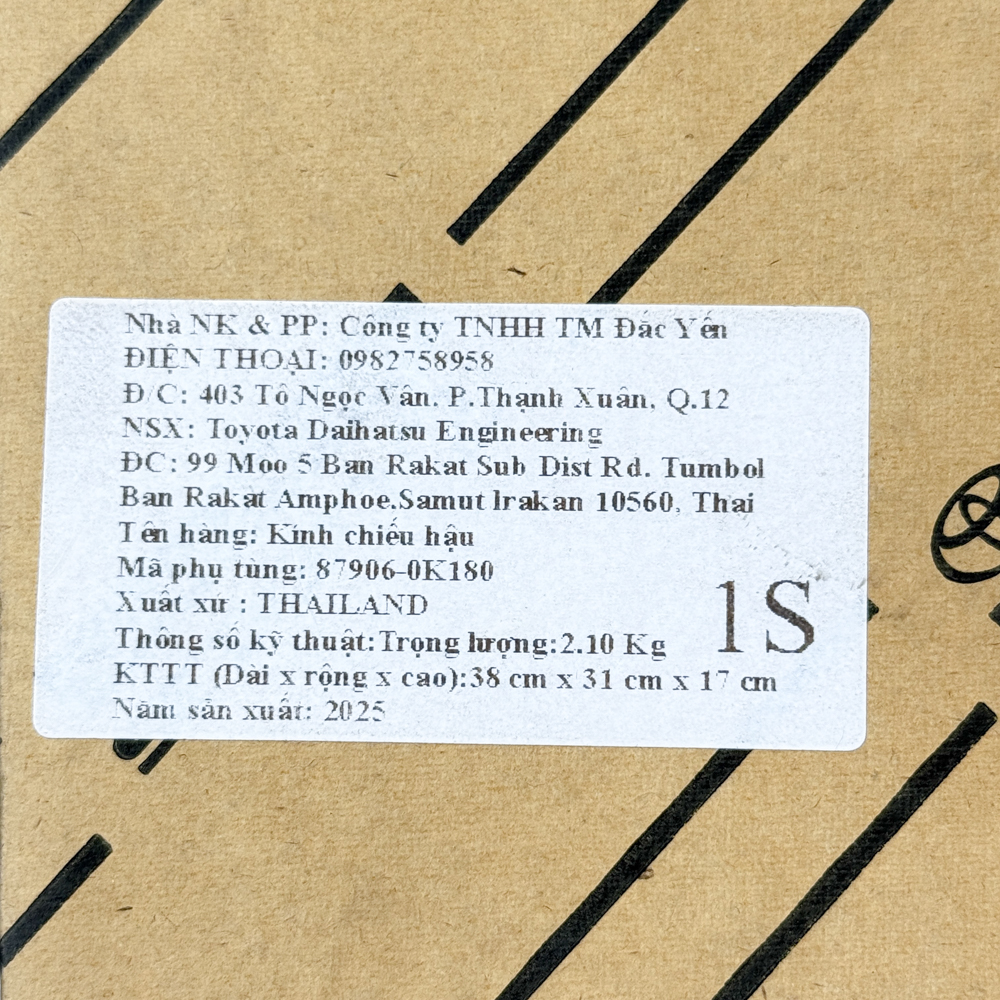 Nhà NK & PP: Công ty TNHH TM Đắc Yến
ĐIỆN THOẠI: 0982758958
Đ/C: 403 Tô Ngọc Vân. P.Thạnh Xuân, Q.12
NSX: Toyota Daihatsu Engineering
ĐC: 99 Moo 5 Ban Rakat Sub Dist Rd. Tumbol
Ban Rakat Amphoe.Samut Irakan 10560, Thai
Tên hàng: Kính chiếu hậu
Mã phụ tùng: 87906-0K180
Xuất xứ : THAILAND
1S
Thông số kỹ thuật:Trọng lượng:2.10 Kg
KTTT (Dài x rộng x cao):38 cm x 31 cm x 17 cm
Năm sản xuất: 2025